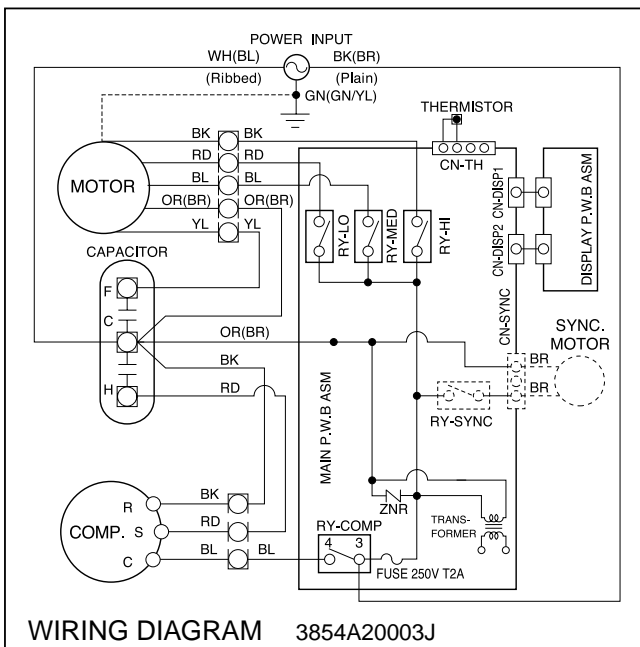 POWER INPUT
WH(BL) BK(BR)
(Ribbed) (Plain)
GN(GN/YL)
THERMISTOR
CN-TH
BK BK
RD RD
BL BL
OR(BR) OR(BR)
YL YL
MOTOR
RY-LO
RY-MED
RY-HI
CN-DISP1
CN-DISP2
DISPLAY P.W.B ASM
CAPACITOR
F
C
H
OR(BR)
BK
RD
CN-SYNC
SYNC.
MOTOR
BR
BR
RY-SYNC
MAIN P.W.B ASM
ZNR
TRANS-
FORMER
COMP.
R
S
C
BK
RD
BL BL
RY-COMP
4 3
FUSE 250V T2A
WIRING DIAGRAM 3854A20003J